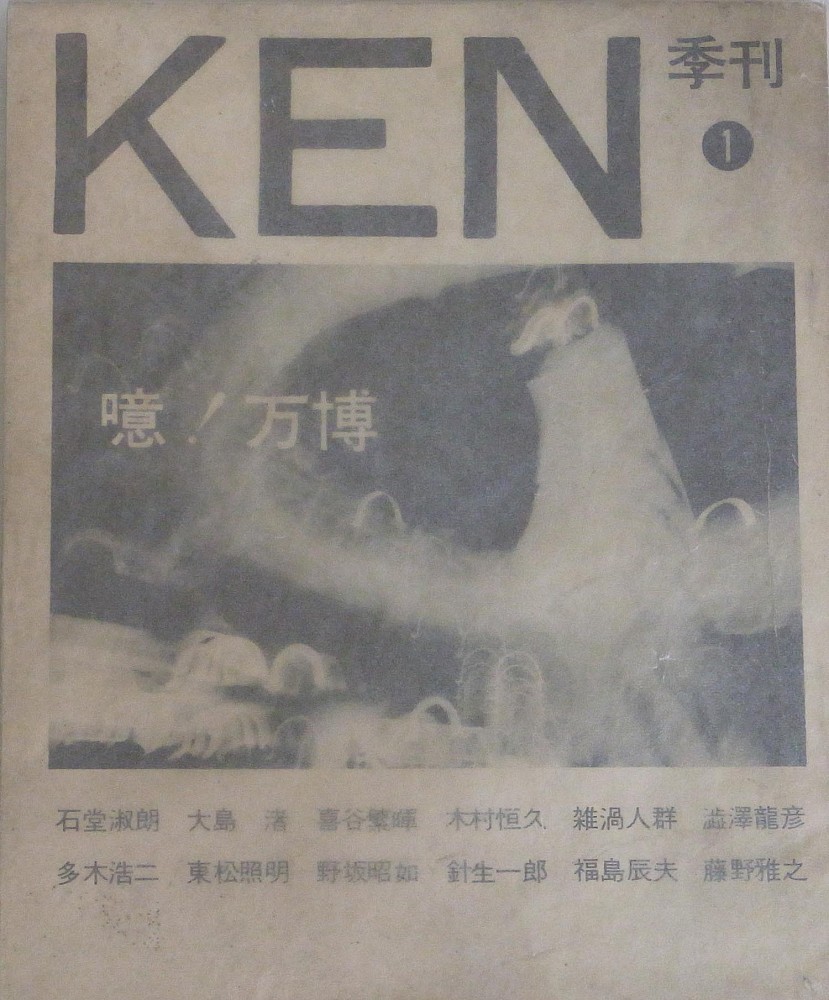 KEN
季刊
1
噫！万博
石堂淑朗 大島 渚 喜谷繁暉 木村恒久 雑渦人群 澁澤龍彦
多木浩二 東松照明 野坂昭如 針生一郎 福島辰夫 藤野雅之